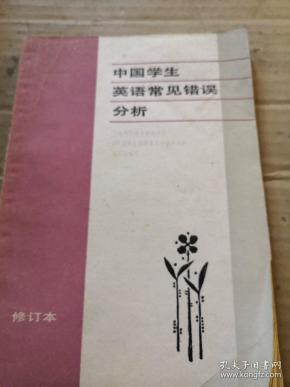 中国学生
英语常见错误
分析
修订本
孔夫子旧书网